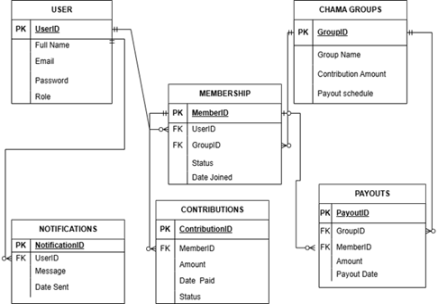 USER
PK UserID
Full Name
Email
Password
Role
CHAMA GROUPS
PK GroupID
Group Name
Contribution Amount
Payout schedule
MEMBERSHIP
PK MemberID
FK UserID
FK GroupID
Status
Date Joined
NOTIFICATIONS
PK NotificationID
FK UserID
Message
Date Sent
CONTRIBUTIONS
PK ContributionID
FK MemberID
Amount
Date Paid
Status
PAYOUTS
PK PayoutID
FK GroupID
FK MemberID
Amount
Payout Date